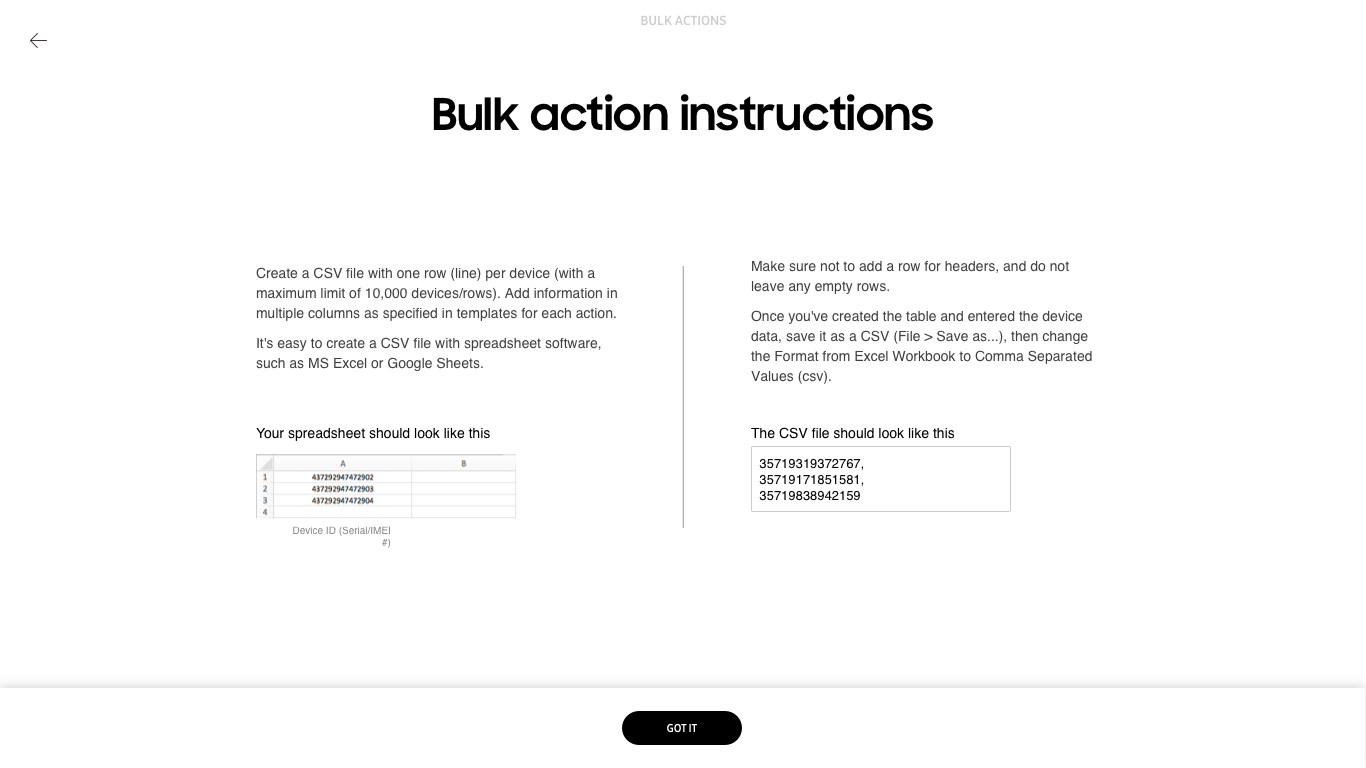 BULK ACTIONS
Bulk action instructions
Create a CSV file with one row (line) per device (with a
maximum limit of 10,000 devices/rows). Add information in
multiple columns as specified in templates for each action.
It's easy to create a CSV file with spreadsheet software,
such as MS Excel or Google Sheets.
Your spreadsheet should look like this
A B
1 437292947472902
2 437292947472903
3 437292947472904
4
Device ID (Serial/IMEI
#)
Make sure not to add a row for headers, and do not
leave any empty rows.
Once you've created the table and entered the device
data, save it as a CSV (File > Save as...), then change
the Format from Excel Workbook to Comma Separated
Values (csv).
The CSV file should look like this
35719319372767,
35719171851581,
35719838942159
GOT IT